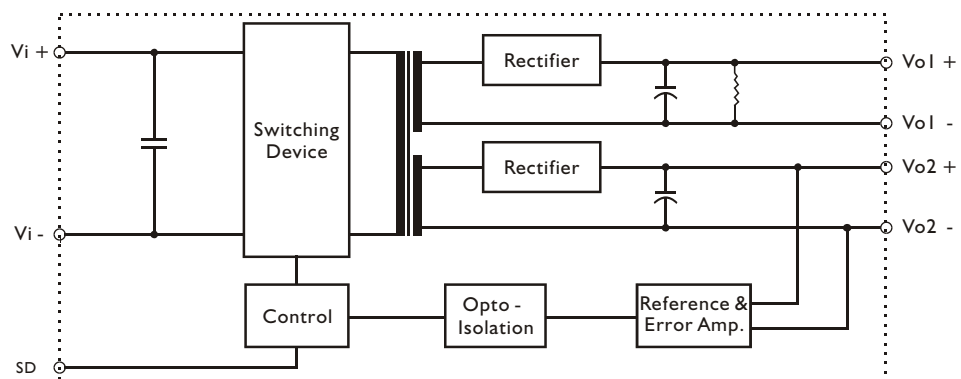 Vi +
Switching
Device
Rectifier
Vo1 +
Vo1 -
Rectifier
Vo2 +
Vi -
Vo2 -
Control
Opto -
Isolation
Reference &
Error Amp.
SD